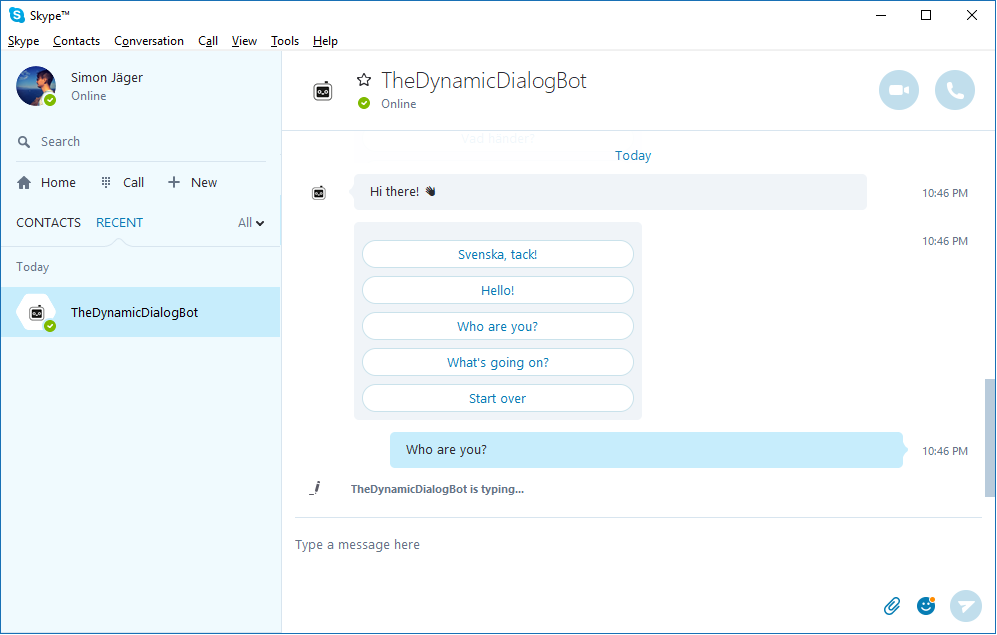 Skype™
Skype Contacts Conversation Call View Tools Help
Simon Jäger
Online
Search
Home Call New
CONTACTS RECENT All
Today
TheDynamicDialogBot
TheDynamicDialogBot
Online
Vad händer?
Today
Hi there! 10:46 PM
10:46 PM
Svenska, tack!
Hello!
Who are you?
What's going on?
Start over
Who are you? 10:46 PM
TheDynamicDialogBot is typing...
Type a message here